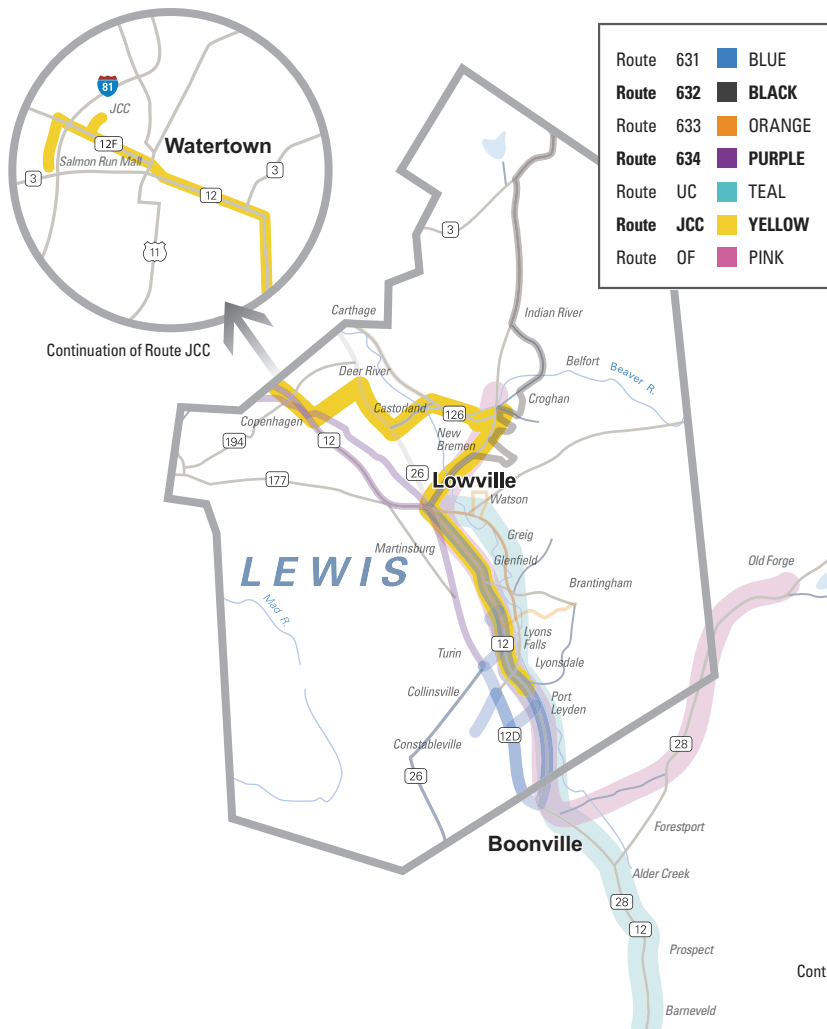 Route 631 BLUE
Route 632 BLACK
Route 633 ORANGE
Route 634 PURPLE
Route UC TEAL
Route JCC YELLOW
Route OF PINK
81
JCC
12F
Watertown
Salmon Run Mall
3
3
12
11
Continuation of Route JCC
3
Carthage
Indian River
Deer River
Belfort
Beaver R.
Castorland
126
Croghan
Copenhagen
12
New
Bremen
194
26
177
Lowville
Watson
Martinsburg
Greig
Glenfield
LEWIS
Brantingham
Old Forge
Mad R.
12
Lyons
Falls
Turin
Lyonsdale
Collinsville
Port
Leyden
12D
Constableville
28
26
Forestport
Boonville
Alder Creek
28
12
Prospect
Cont
Barneveld